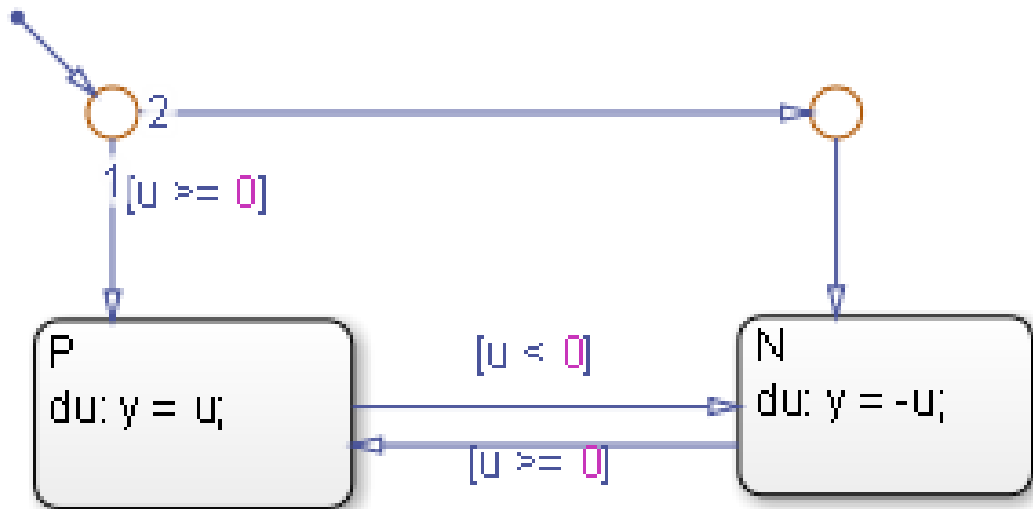 2
1
[u >= 0]
P
du: y = u;
[u < 0]
[u >= 0]
N
du: y = -u;